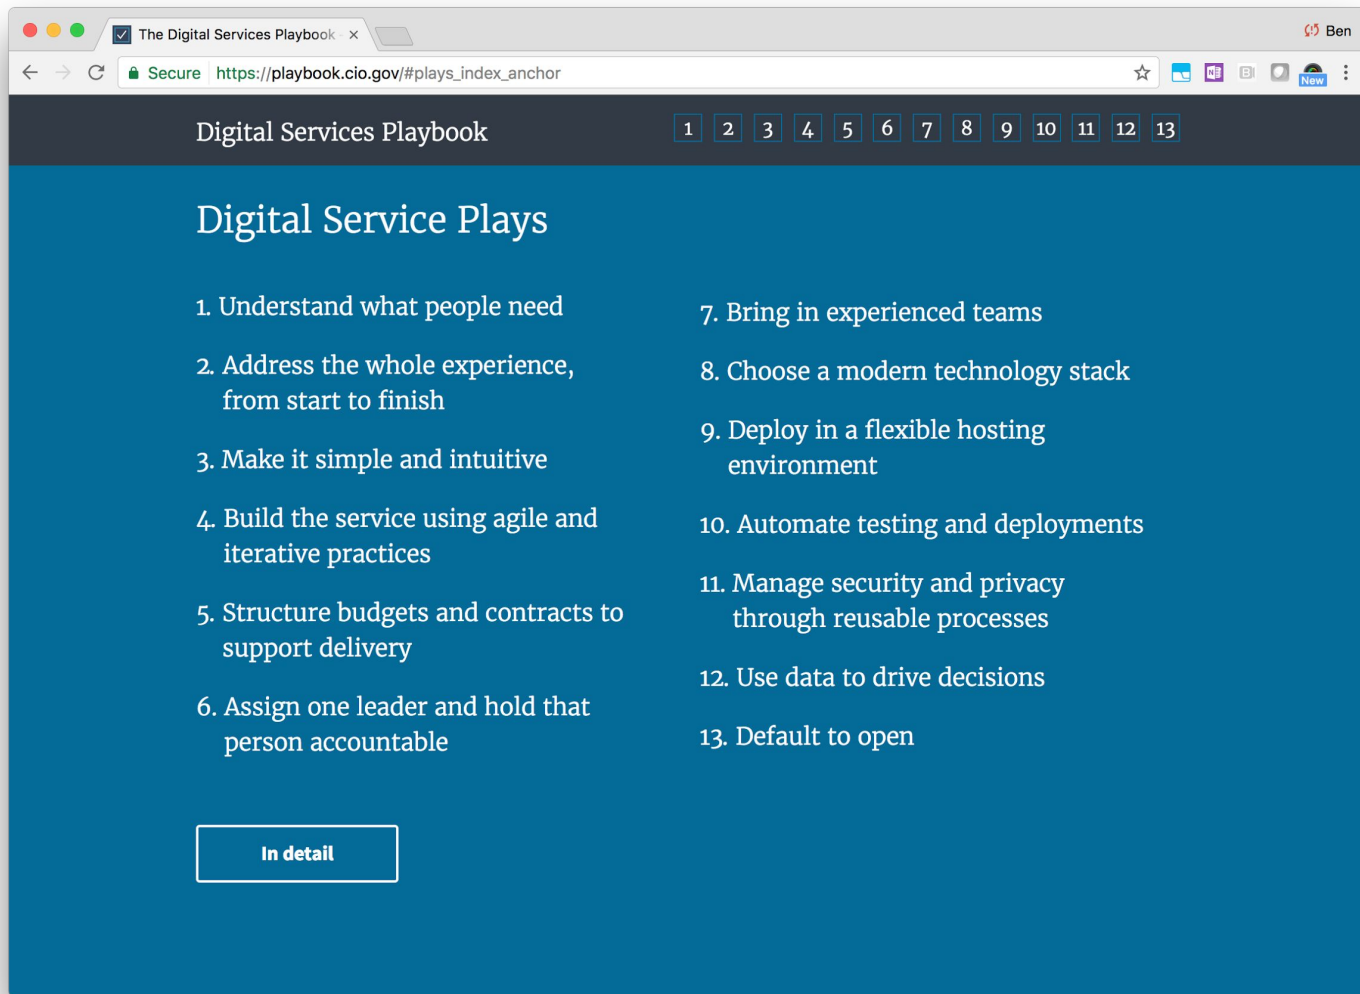 The Digital Services Playbook -
Ben
Secure https://playbook.cio.gov/#plays_index_anchor
New
Digital Services Playbook
1 2 3 4 5 6 7 8 9 10 11 12 13
Digital Service Plays
1. Understand what people need
2. Address the whole experience,
from start to finish
3. Make it simple and intuitive
4. Build the service using agile and
iterative practices
5. Structure budgets and contracts to
support delivery
6. Assign one leader and hold that
person accountable
7. Bring in experienced teams
8. Choose a modern technology stack
9. Deploy in a flexible hosting
environment
10. Automate testing and deployments
11. Manage security and privacy
through reusable processes
12. Use data to drive decisions
13. Default to open
In detail